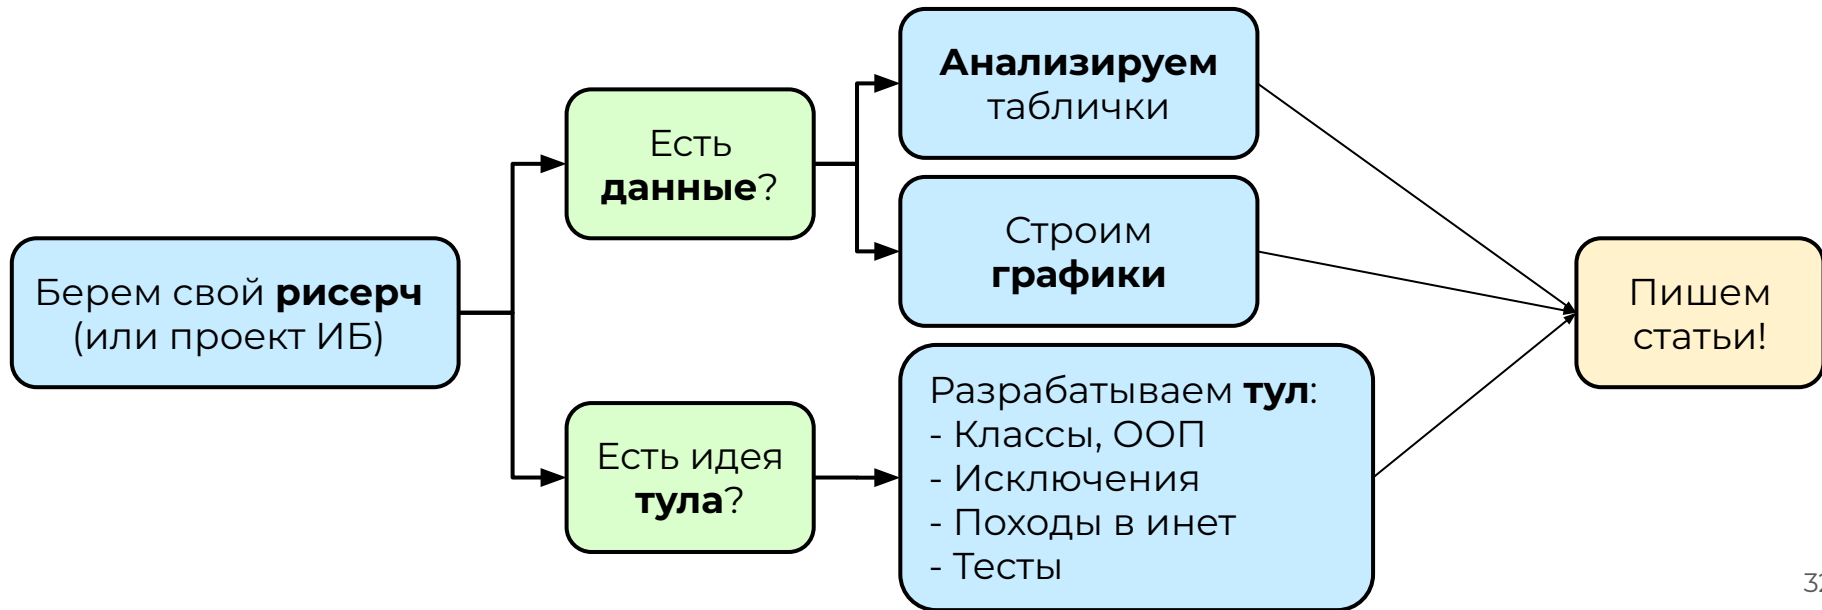 Берем свой рисерч
(или проект ИБ)
Есть
данные?
Есть идея
тула?
Анализируем
таблички
Строим
графики
Разрабатываем тул:
- Классы, ООП
- Исключения
- Походы в инет
- Тесты
Пишем
статьи!
32